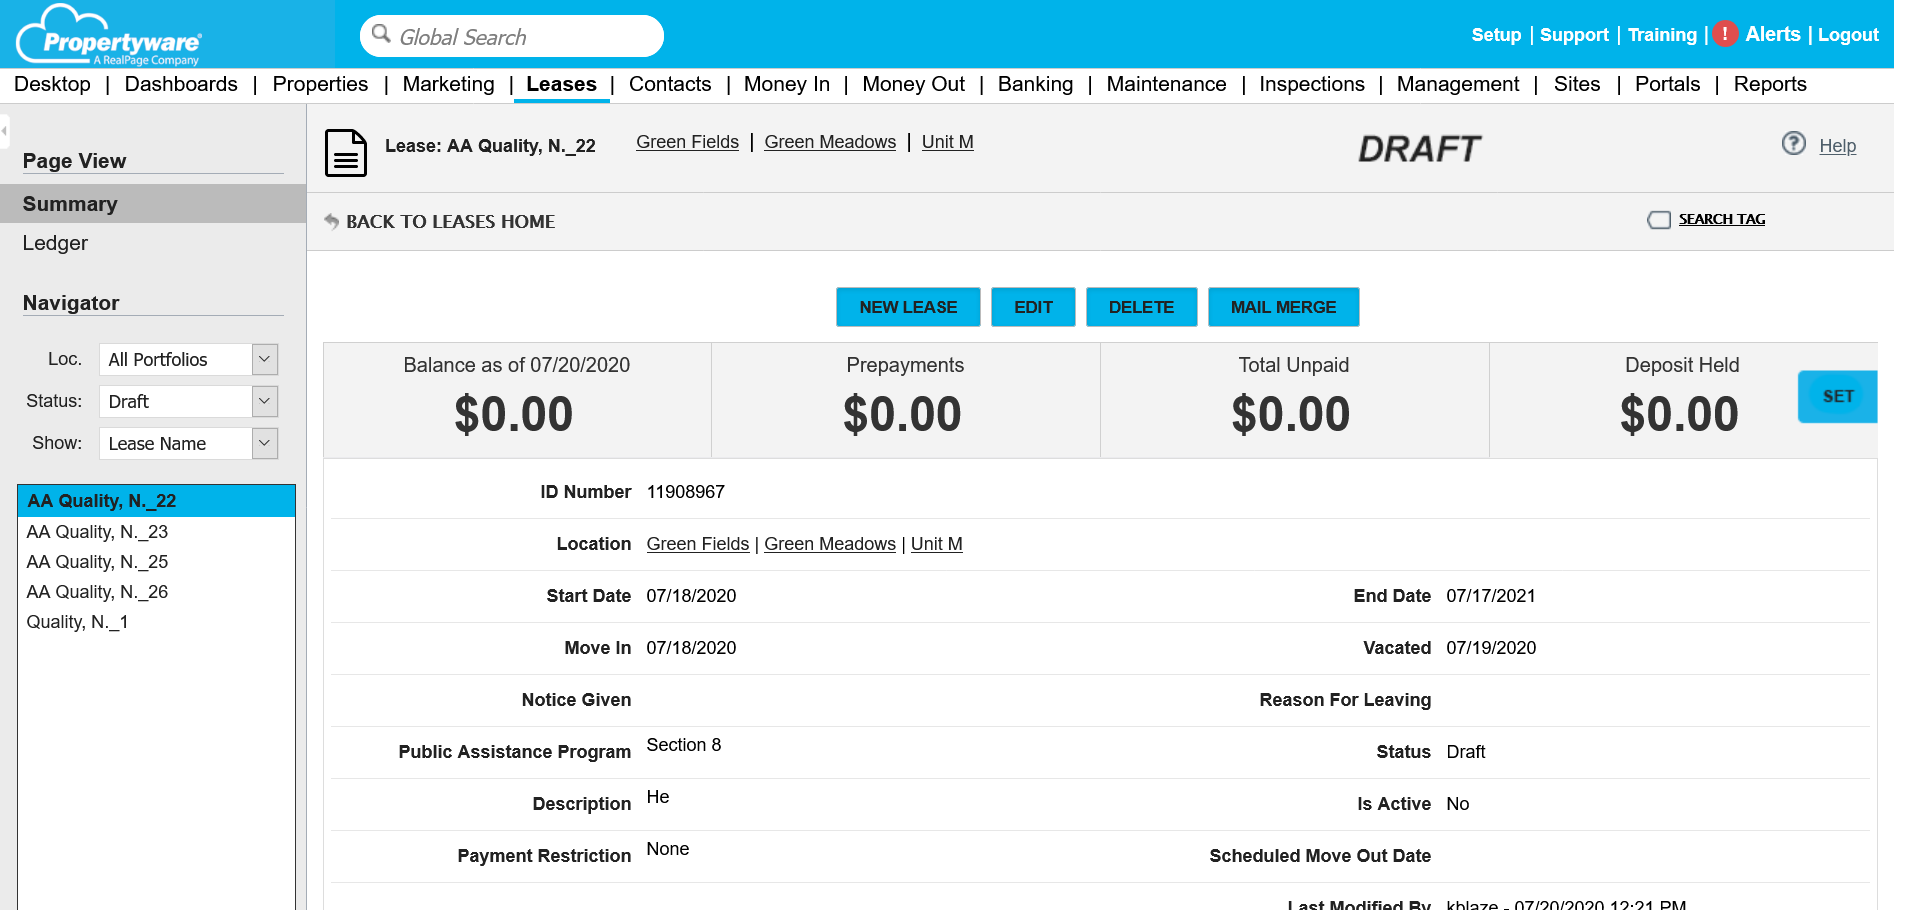 Propertyware
A RealPage Company
Global Search
Setup | Support | Training | ! Alerts | Logout
Desktop | Dashboards | Properties | Marketing | Leases | Contacts | Money In | Money Out | Banking | Maintenance | Inspections | Management | Sites | Portals | Reports
Page View
Summary
Ledger
Navigator
Loc. All Portfolios
Status: Draft
Show: Lease Name
AA Quality, N._22
AA Quality, N._23
AA Quality, N._25
AA Quality, N._26
Quality, N._1
Lease: AA Quality, N._22 Green Fields | Green Meadows | Unit M
DRAFT
? Help
BACK TO LEASES HOME
SEARCH TAG
NEW LEASE EDIT DELETE MAIL MERGE
Balance as of 07/20/2020
$0.00
Prepayments
$0.00
Total Unpaid
$0.00
Deposit Held
$0.00
SET
ID Number 11908967
Location Green Fields | Green Meadows | Unit M
Start Date 07/18/2020 End Date 07/17/2021
Move In 07/18/2020 Vacated 07/19/2020
Notice Given Reason For Leaving
Public Assistance Program Section 8 Status Draft
Description He Is Active No
Payment Restriction None Scheduled Move Out Date
Last Modified By kblaze - 07/20/2020 12:21 PM